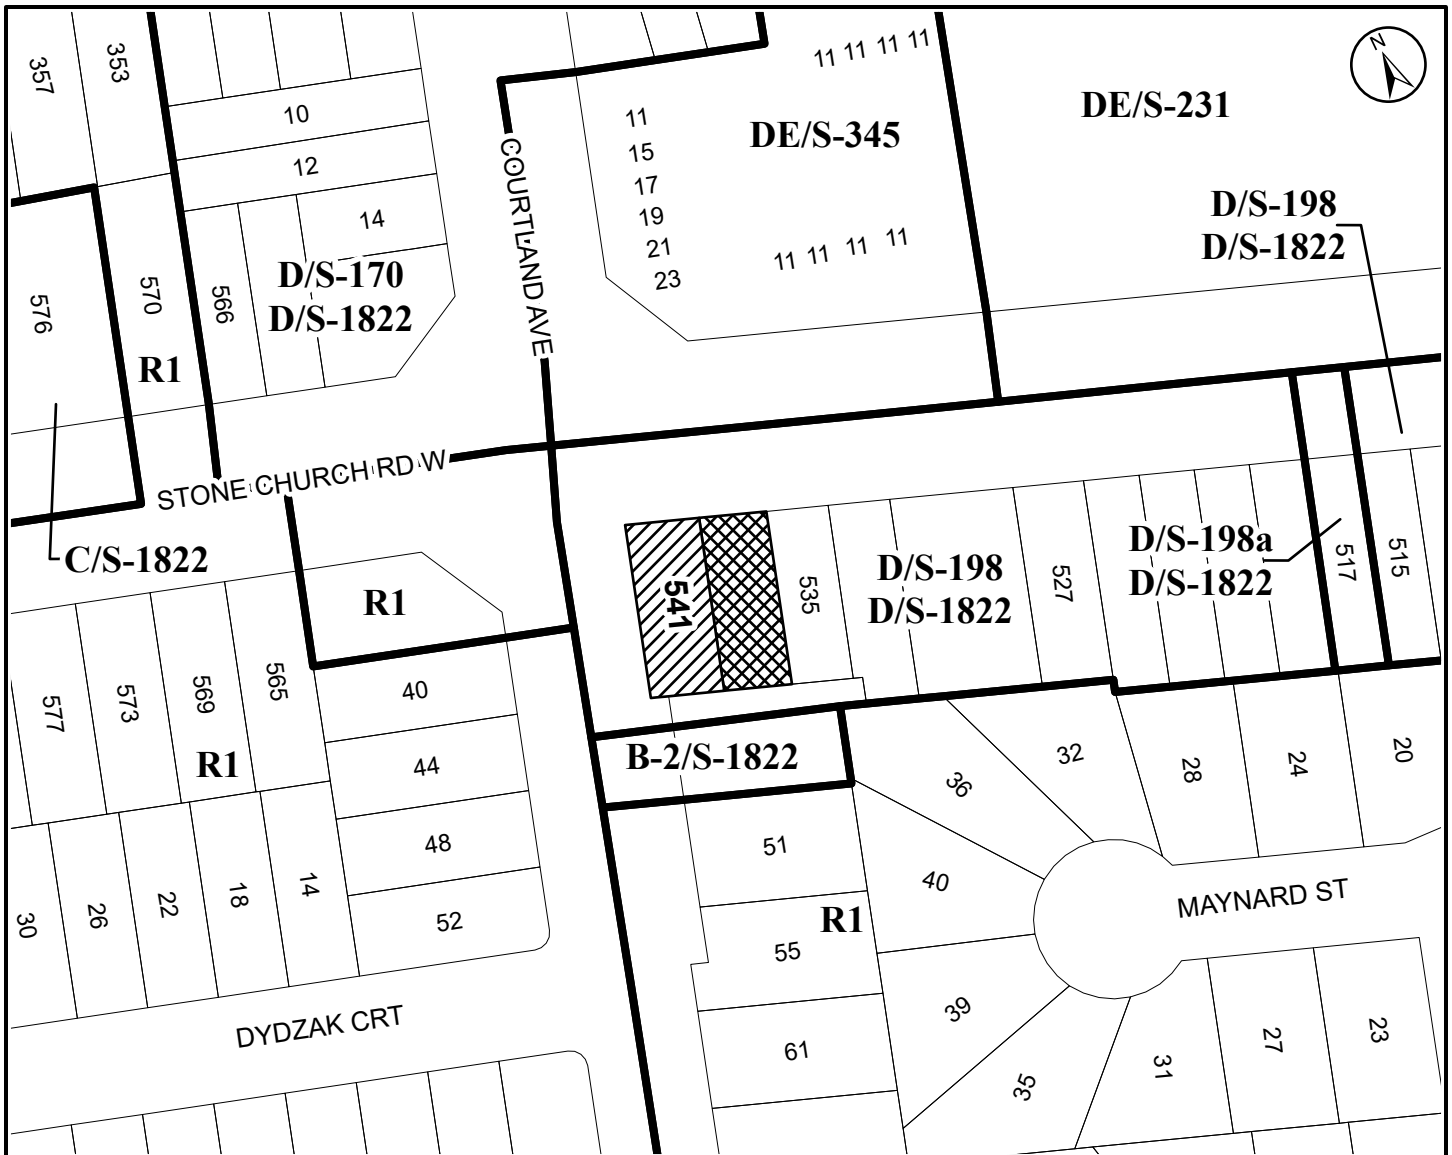 N
357
353
10
12
14
566
570
576
D/S-170
D/S-1822
R1
COURTLAND AVE
11
15
17
19
21
23
11 11 11 11
DE/S-345
11 11 11 11
DE/S-231
D/S-198
D/S-1822
STONE CHURCH RD W
C/S-1822
R1
541
535
D/S-198
D/S-1822
527
D/S-198a
D/S-1822
517
515
577
573
569
565
R1
40
44
48
52
30
26
22
18
14
DYDZAK CRT
B-2/S-1822
51
55
61
R1
36
32
28
24
20
40
39
35
31
27
23
MAYNARD ST